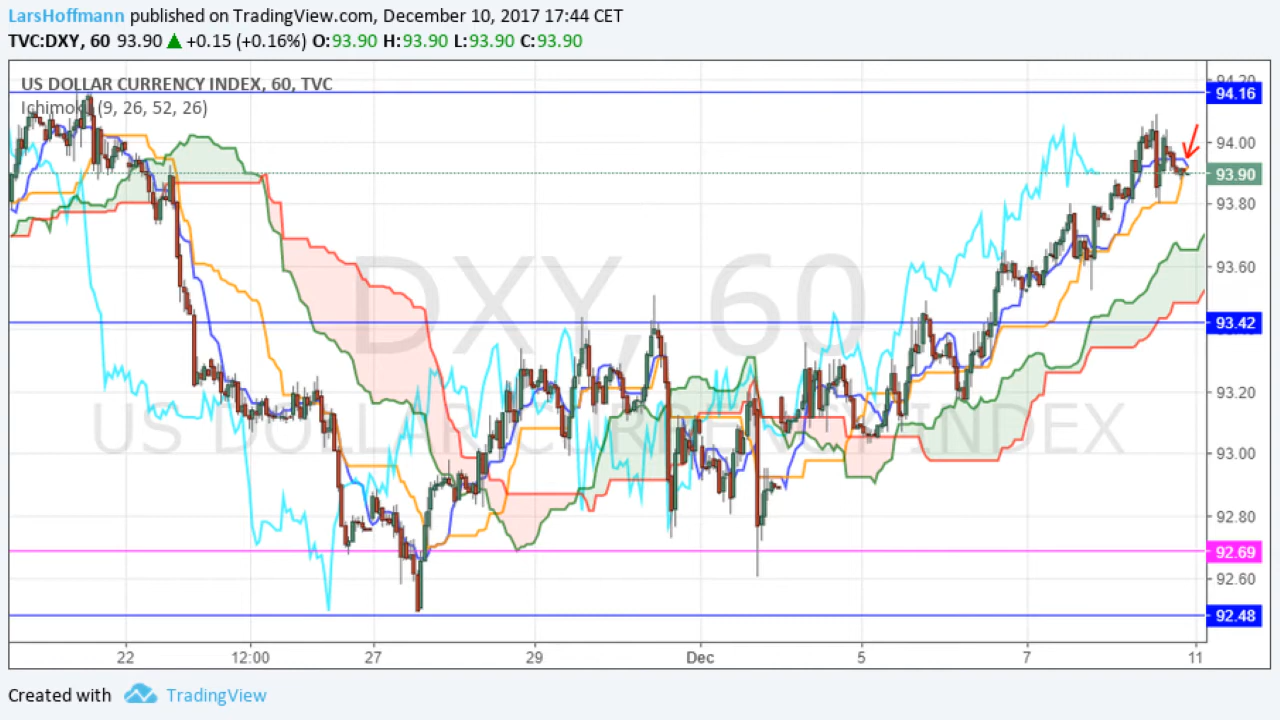 LarsHoffmann published on TradingView.com, December 10, 2017 17:44 CET
TVC:DXY, 60 93.90 ▲ +0.15 (+0.16%) O:93.90 H:93.90 L:93.90 C:93.90
US DOLLAR CURRENCY INDEX, 60, TVC
Ichimoku (9, 26, 52, 26)
DXY, 60
US DOLLAR CURRENCY INDEX
94.20
94.16
94.00
93.90
93.80
93.60
93.42
93.20
93.00
92.80
92.69
92.60
92.48
22 12:00 27 29 Dec 5 7 11
Created with TradingView